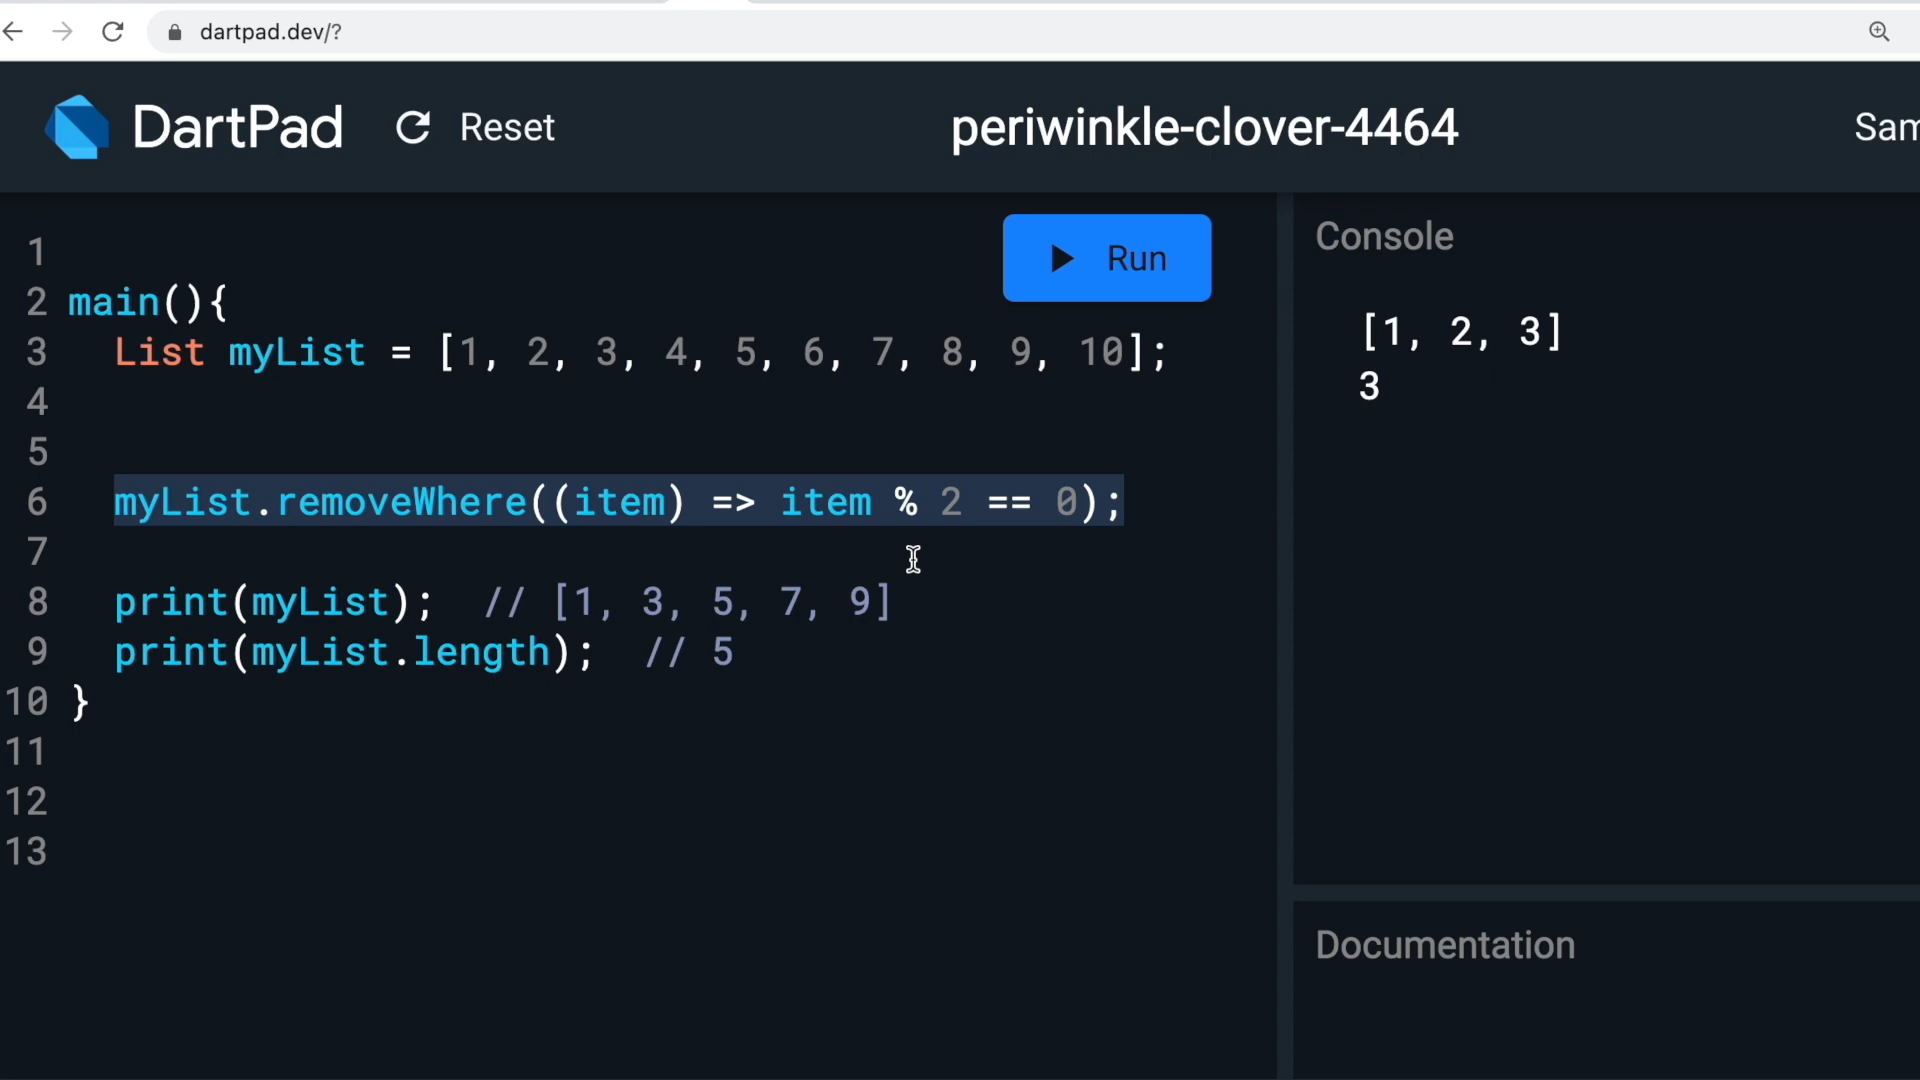 dartpad.dev/?
DartPad Reset periwinkle-clover-4464 Sam
Run
1
2 main(){
3 List myList = [1, 2, 3, 4, 5, 6, 7, 8, 9, 10];
4
5
6 myList.removeWhere((item) => item % 2 == 0);
7
8 print(myList); // [1, 3, 5, 7, 9]
9 print(myList.length); // 5
10 }
11
12
13
Console
[1, 2, 3]
3
Documentation